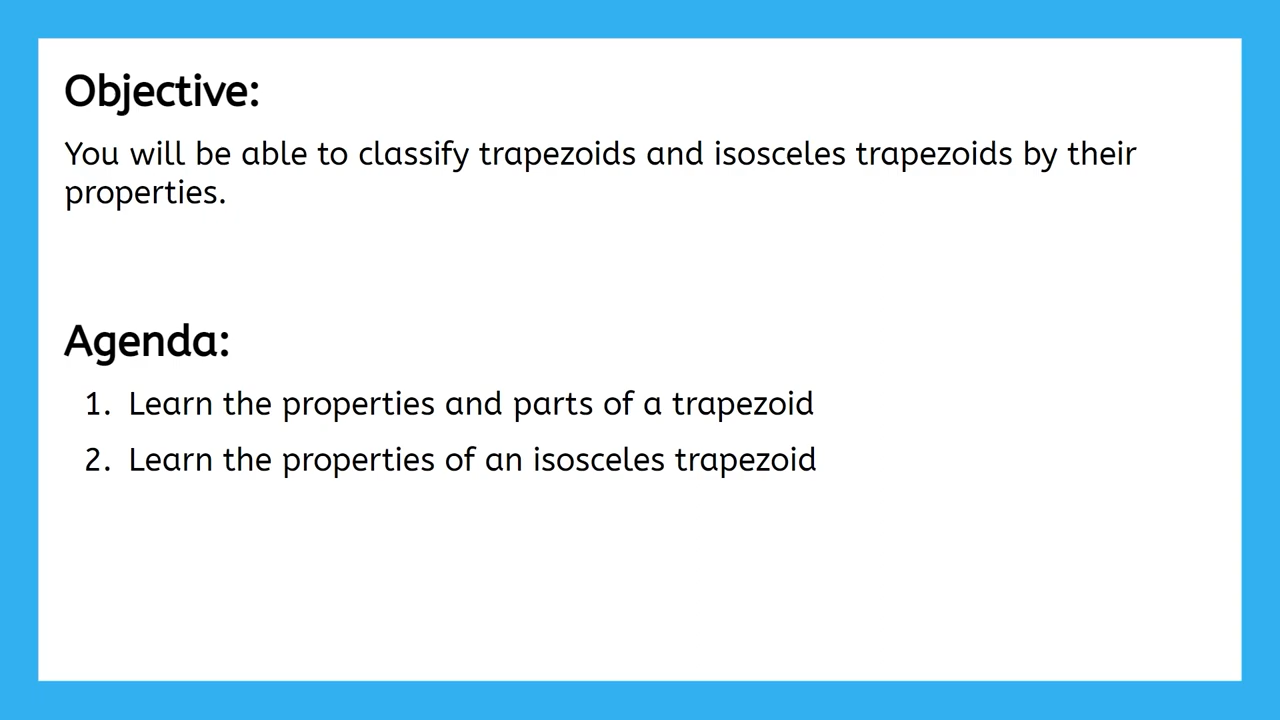 Objective:
You will be able to classify trapezoids and isosceles trapezoids by their
properties.
Agenda:
1. Learn the properties and parts of a trapezoid
2. Learn the properties of an isosceles trapezoid